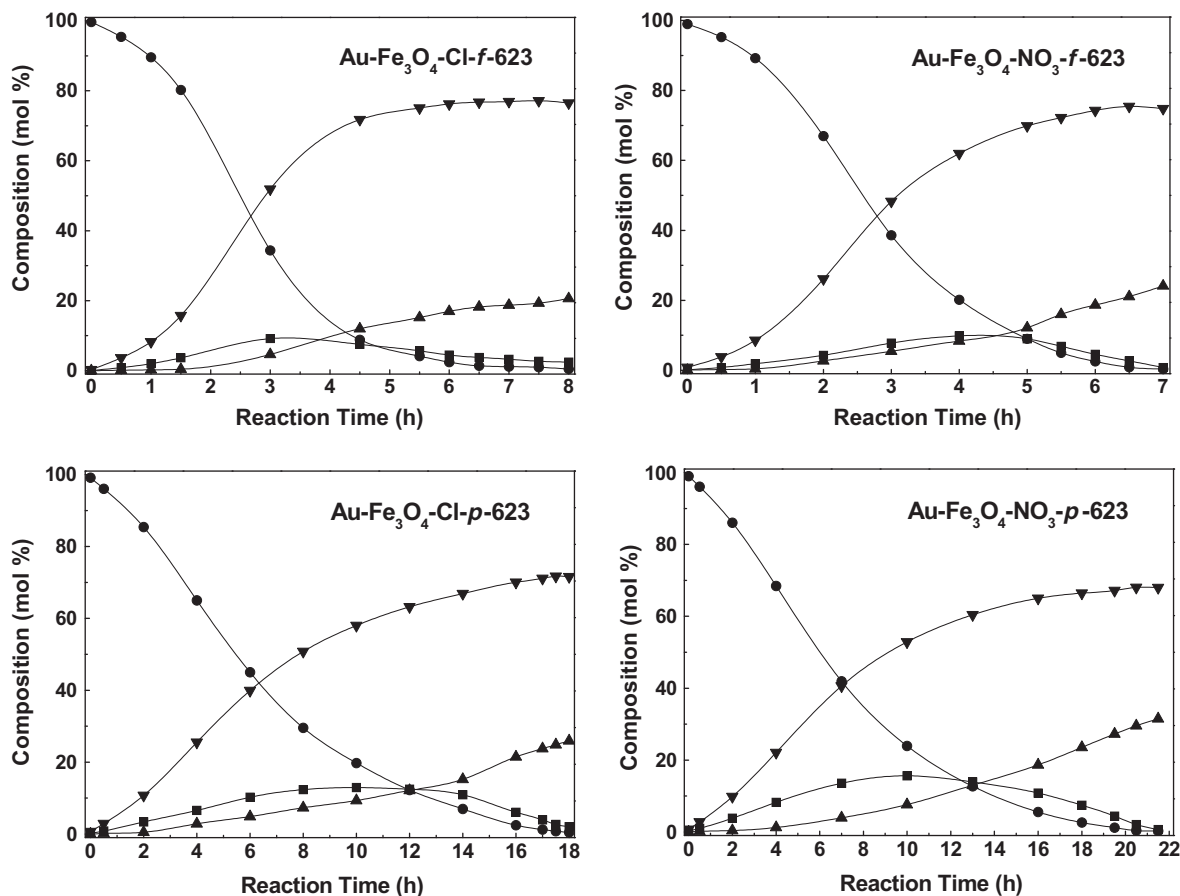 Au-Fe₃O₄-Cl-f-623
Composition (mol %)
100
80
60
40
20
0
0 1 2 3 4 5 6 7 8
Reaction Time (h)
Au-Fe₃O₄-NO₃-f-623
Composition (mol %)
100
80
60
40
20
0
0 1 2 3 4 5 6 7
Reaction Time (h)
Au-Fe₃O₄-Cl-p-623
Composition (mol %)
100
80
60
40
20
0
0 2 4 6 8 10 12 14 16 18
Reaction Time (h)
Au-Fe₃O₄-NO₃-p-623
Composition (mol %)
100
80
60
40
20
0
0 2 4 6 8 10 12 14 16 18 20 22
Reaction Time (h)